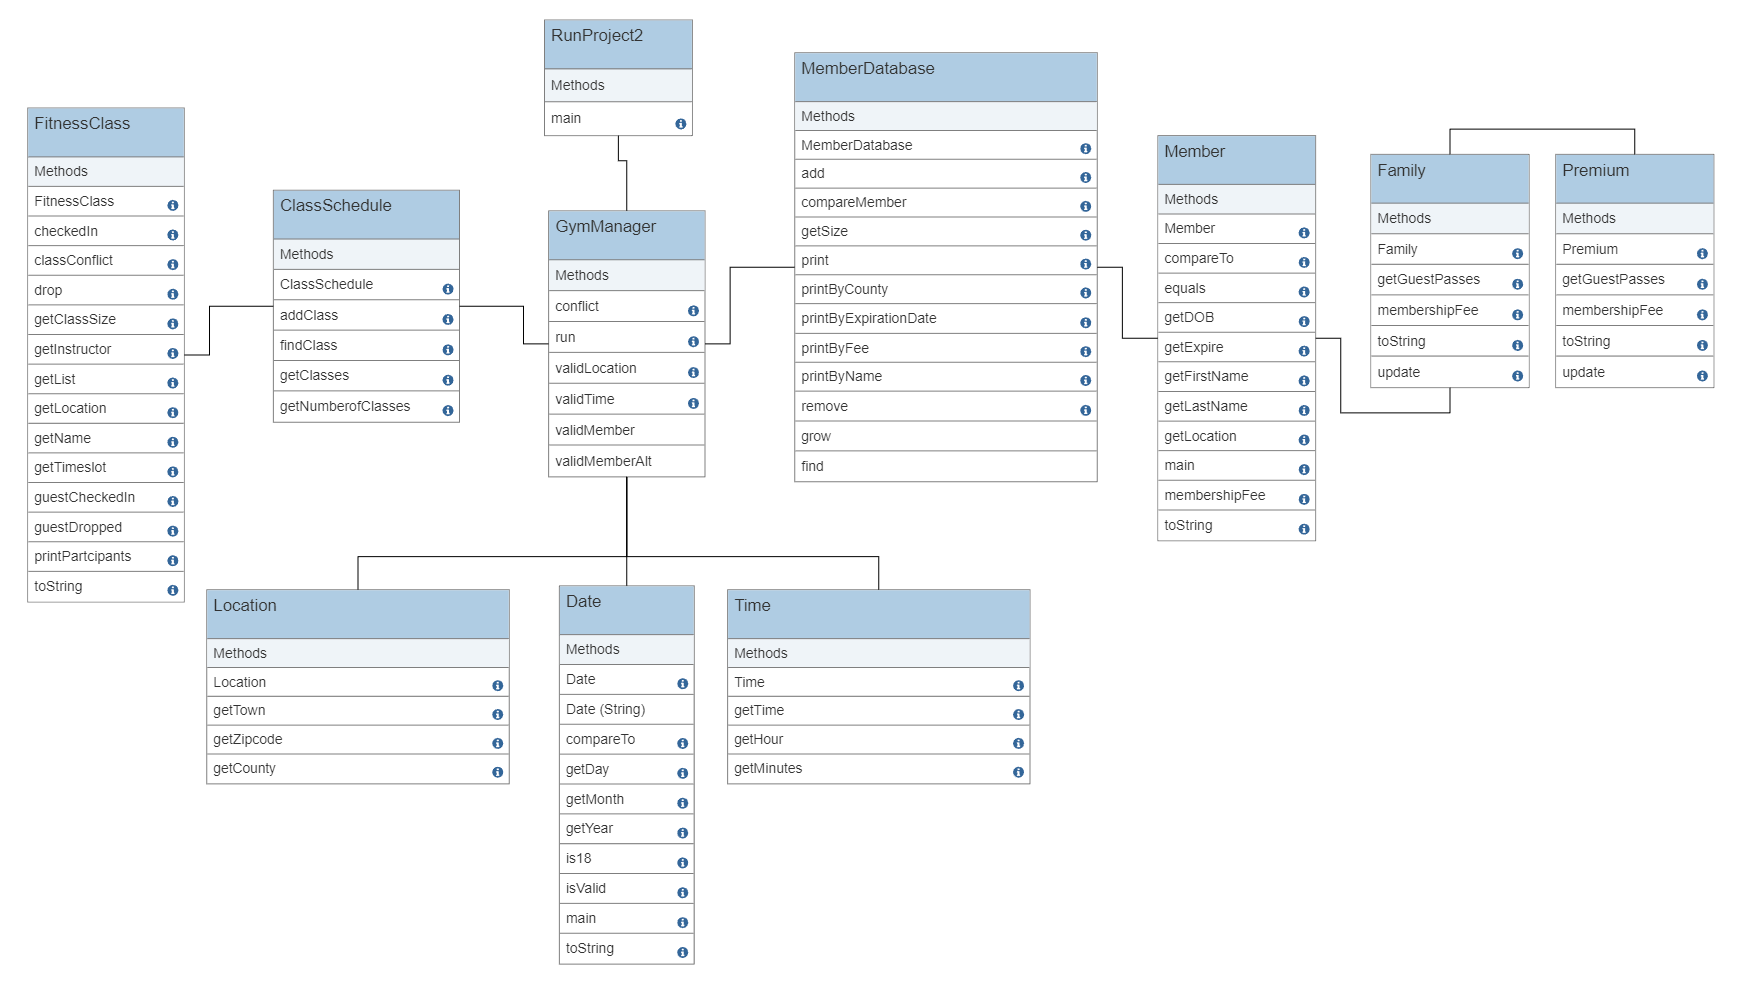 RunProject2
Methods
main
MemberDatabase
Methods
MemberDatabase
add
compareMember
getSize
print
printByCounty
printByExpirationDate
printByFee
printByName
remove
grow
find
FitnessClass
Methods
FitnessClass
checkedIn
classConflict
drop
getClassSize
getInstructor
getList
getLocation
getName
getTimeslot
guestCheckedIn
guestDropped
printPartcipants
toString
ClassSchedule
Methods
ClassSchedule
addClass
findClass
getClasses
getNumberofClasses
GymManager
Methods
conflict
run
validLocation
validTime
validMember
validMemberAlt
Member
Methods
Member
compareTo
equals
getDOB
getExpire
getFirstName
getLastName
getLocation
main
membershipFee
toString
Family
Methods
Family
getGuestPasses
membershipFee
toString
update
Premium
Methods
Premium
getGuestPasses
membershipFee
toString
update
Location
Methods
Location
getTown
getZipcode
getCounty
Date
Methods
Date
Date (String)
compareTo
getDay
getMonth
getYear
is18
isValid
main
toString
Time
Methods
Time
getTime
getHour
getMinutes